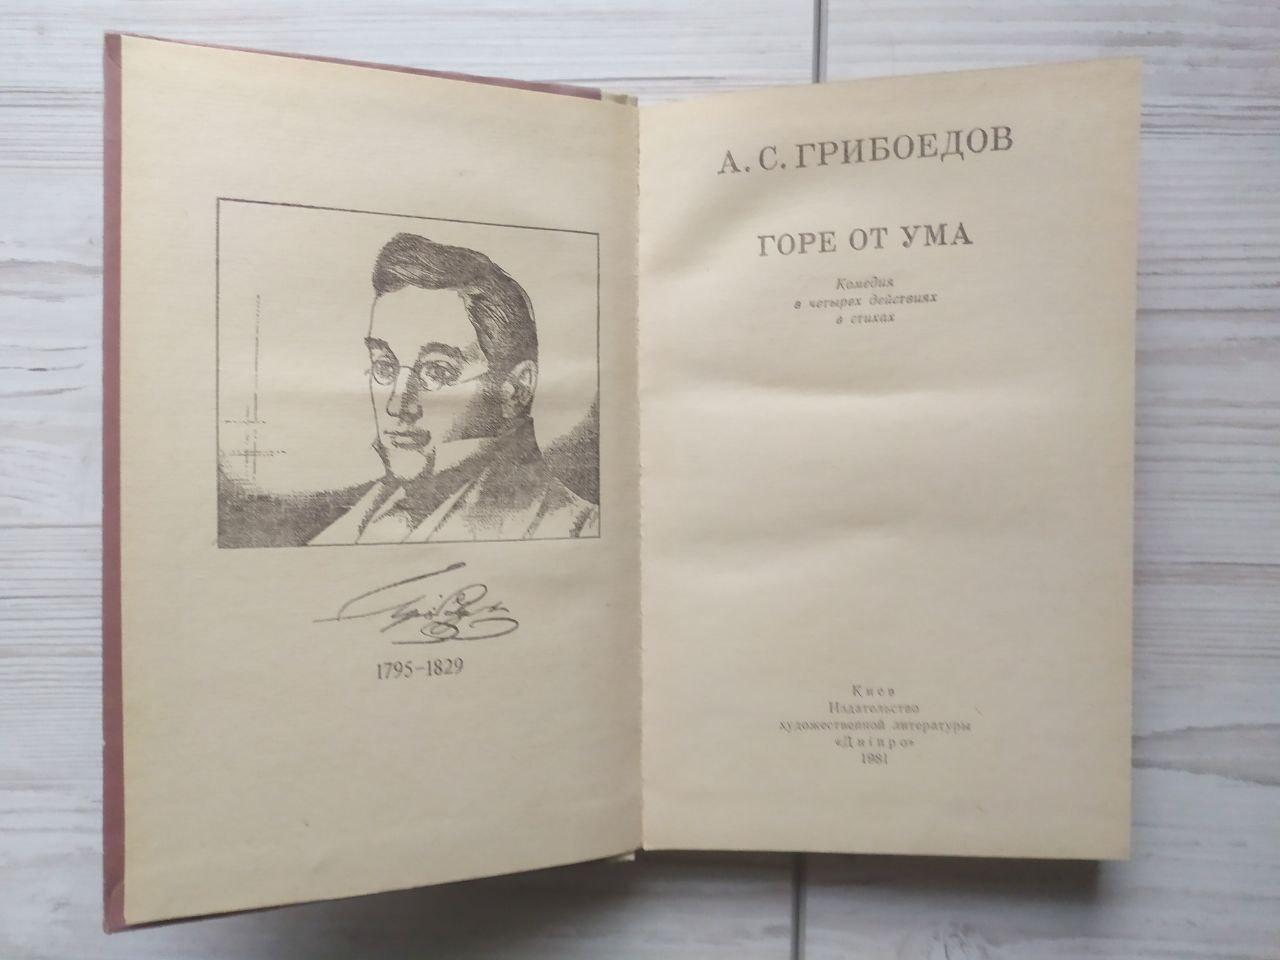 1795-1829
А. С. ГРИБОЕДОВ
ГОРЕ ОТ УМА
Комедия
в четырех действиях
в стихах
Киев
Издательство
художественной литературы
«Дніпро»
1981